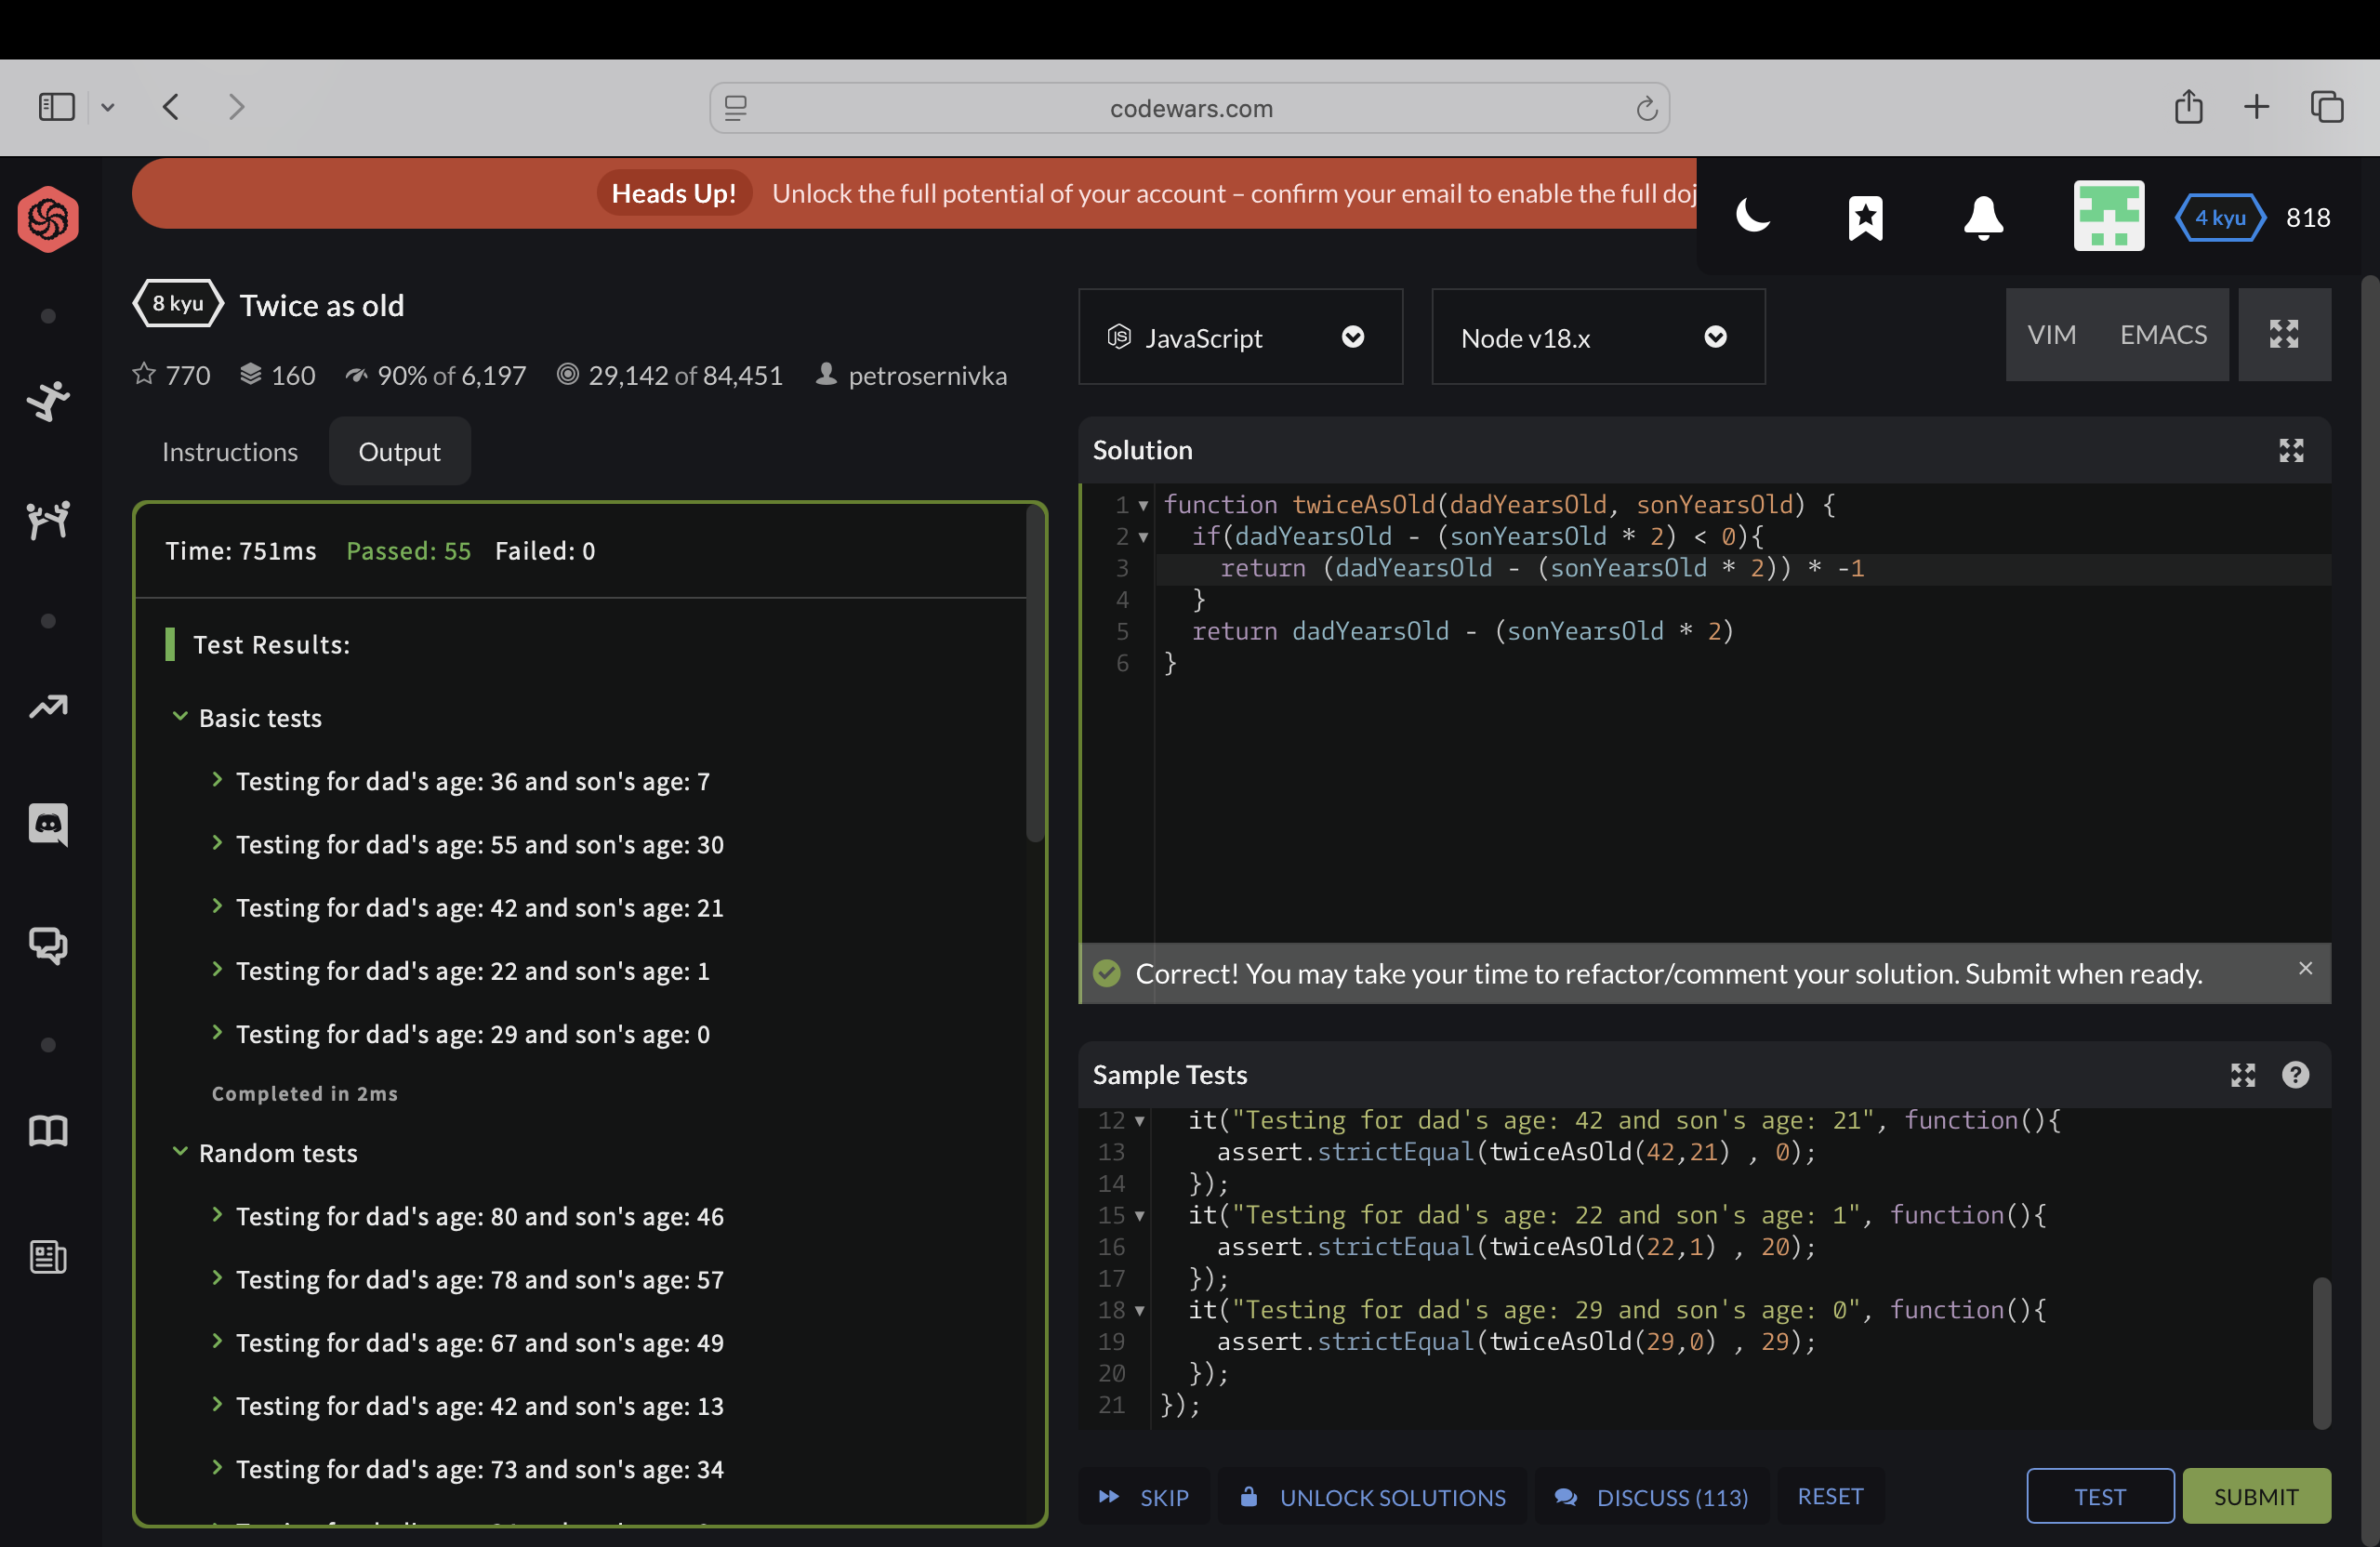 codewars.com
Heads Up! Unlock the full potential of your account – confirm your email to enable the full doj
4 kyu 818
8 kyu Twice as old
770 160 90% of 6,197 29,142 of 84,451 petrosernivka
Instructions Output
Time: 751ms Passed: 55 Failed: 0
Test Results:
Basic tests
Testing for dad's age: 36 and son's age: 7
Testing for dad's age: 55 and son's age: 30
Testing for dad's age: 42 and son's age: 21
Testing for dad's age: 22 and son's age: 1
Testing for dad's age: 29 and son's age: 0
Completed in 2ms
Random tests
Testing for dad's age: 80 and son's age: 46
Testing for dad's age: 78 and son's age: 57
Testing for dad's age: 67 and son's age: 49
Testing for dad's age: 42 and son's age: 13
Testing for dad's age: 73 and son's age: 34
JS JavaScript Node v18.x VIM EMACS
Solution
1 function twiceAsOld(dadYearsOld, sonYearsOld) {
2 if(dadYearsOld - (sonYearsOld * 2) < 0){
3 return (dadYearsOld - (sonYearsOld * 2)) * -1
4 }
5 return dadYearsOld - (sonYearsOld * 2)
6 }
Correct! You may take your time to refactor/comment your solution. Submit when ready.
Sample Tests
12 it("Testing for dad's age: 42 and son's age: 21", function(){
13 assert.strictEqual(twiceAsOld(42,21) , 0);
14 });
15 it("Testing for dad's age: 22 and son's age: 1", function(){
16 assert.strictEqual(twiceAsOld(22,1) , 20);
17 });
18 it("Testing for dad's age: 29 and son's age: 0", function(){
19 assert.strictEqual(twiceAsOld(29,0) , 29);
20 });
21 });
SKIP UNLOCK SOLUTIONS DISCUSS (113) RESET TEST SUBMIT